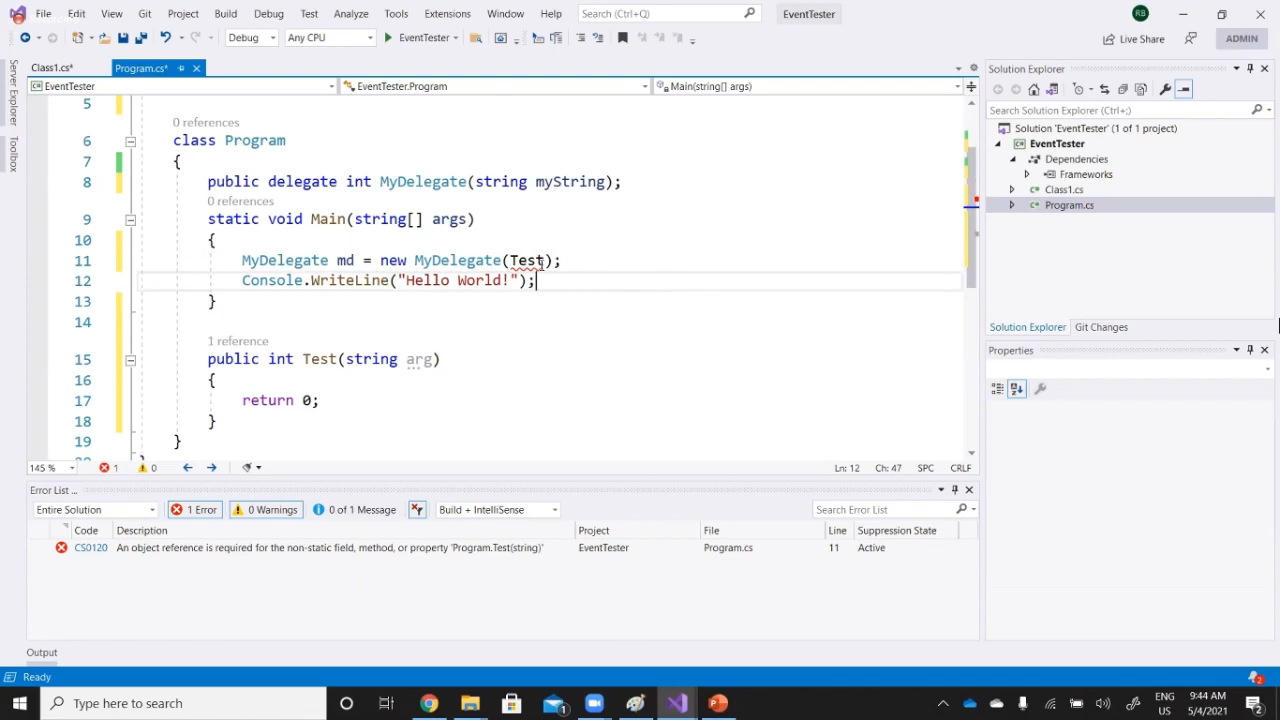 File Edit View Git Project Build Debug Test Analyze Tools Extensions Window Help Search (Ctrl+Q) EventTester RB
Debug Any CPU EventTester Live Share ADMIN
Server Explorer
Toolbox
Class1.cs* Program.cs*
EventTester EventTester.Program Main(string[] args)
5
0 references
6 class Program
7 {
8 public delegate int MyDelegate(string myString);
0 references
9 static void Main(string[] args)
10 {
11 MyDelegate md = new MyDelegate(Test);
12 Console.WriteLine("Hello World!");
13 }
14
1 reference
15 public int Test(string arg)
16 {
17 return 0;
18 }
19 }
145 % 1 0 Ln: 12 Ch: 47 SPC CRLF
Solution Explorer
Search Solution Explorer (Ctrl+;)
Solution 'EventTester' (1 of 1 project)
EventTester
Dependencies
Frameworks
Class1.cs
Program.cs
Solution Explorer Git Changes
Properties
Error List ...
Entire Solution 1 Error 0 Warnings 0 of 1 Message Build + IntelliSense Search Error List
Code Description Project File Line Suppression State
CS0120 An object reference is required for the non-static field, method, or property 'Program.Test(string)' EventTester Program.cs 11 Active
Output
Ready 2
Type here to search 1 ENG US 9:44 AM 5/4/2021